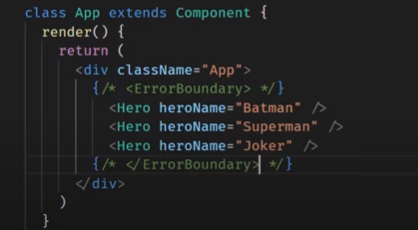 class App extends Component {
render() {
return (
<div className="App">
{/* <ErrorBoundary> */}
<Hero heroName="Batman" />
<Hero heroName="Superman" />
<Hero heroName="Joker" />
{/* </ErrorBoundary> */}
</div>
)
}